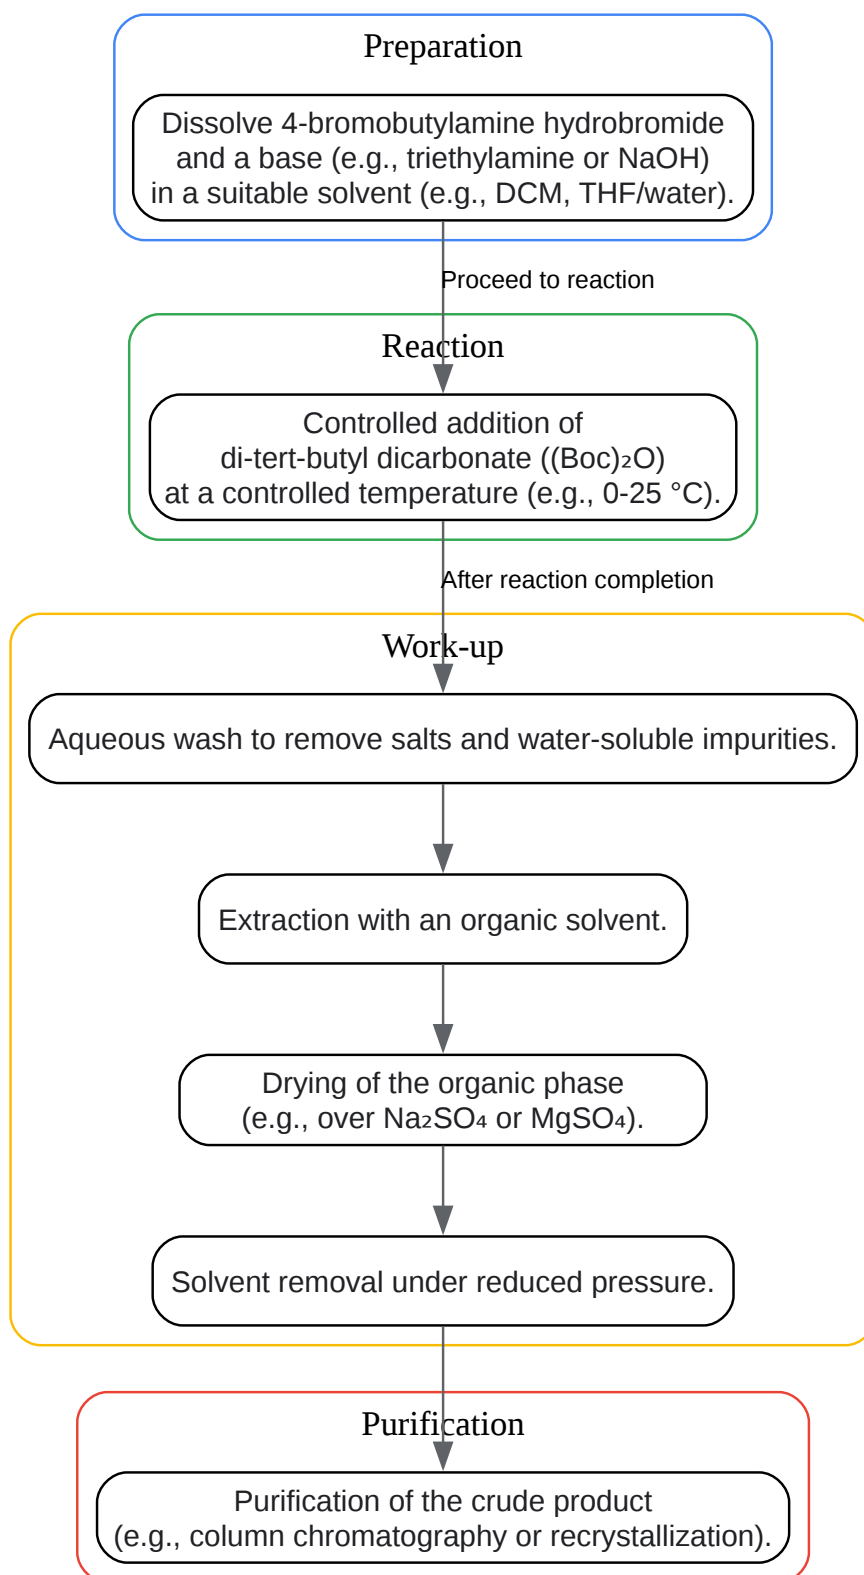 Preparation
Dissolve 4-bromobutylamine hydrobromide
and a base (e.g., triethylamine or NaOH)
in a suitable solvent (e.g., DCM, THF/water).
Proceed to reaction
Reaction
Controlled addition of
di-tert-butyl dicarbonate ((Boc)₂O)
at a controlled temperature (e.g., 0-25 °C).
After reaction completion
Work-up
Aqueous wash to remove salts and water-soluble impurities.
Extraction with an organic solvent.
Drying of the organic phase
(e.g., over Na₂SO₄ or MgSO₄).
Solvent removal under reduced pressure.
Purification
Purification of the crude product
(e.g., column chromatography or recrystallization).